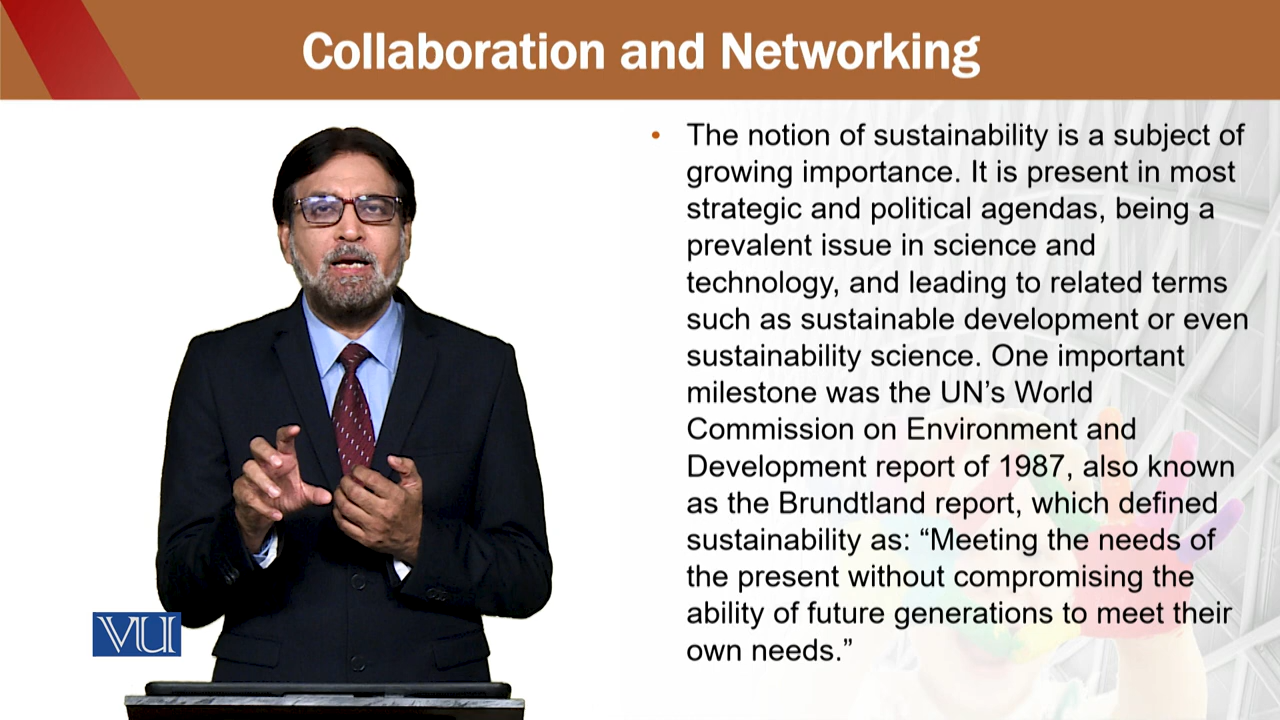 Collaboration and Networking
• The notion of sustainability is a subject of
growing importance. It is present in most
strategic and political agendas, being a
prevalent issue in science and
technology, and leading to related terms
such as sustainable development or even
sustainability science. One important
milestone was the UN’s World
Commission on Environment and
Development report of 1987, also known
as the Brundtland report, which defined
sustainability as: “Meeting the needs of
the present without compromising the
ability of future generations to meet their
own needs.”
VU